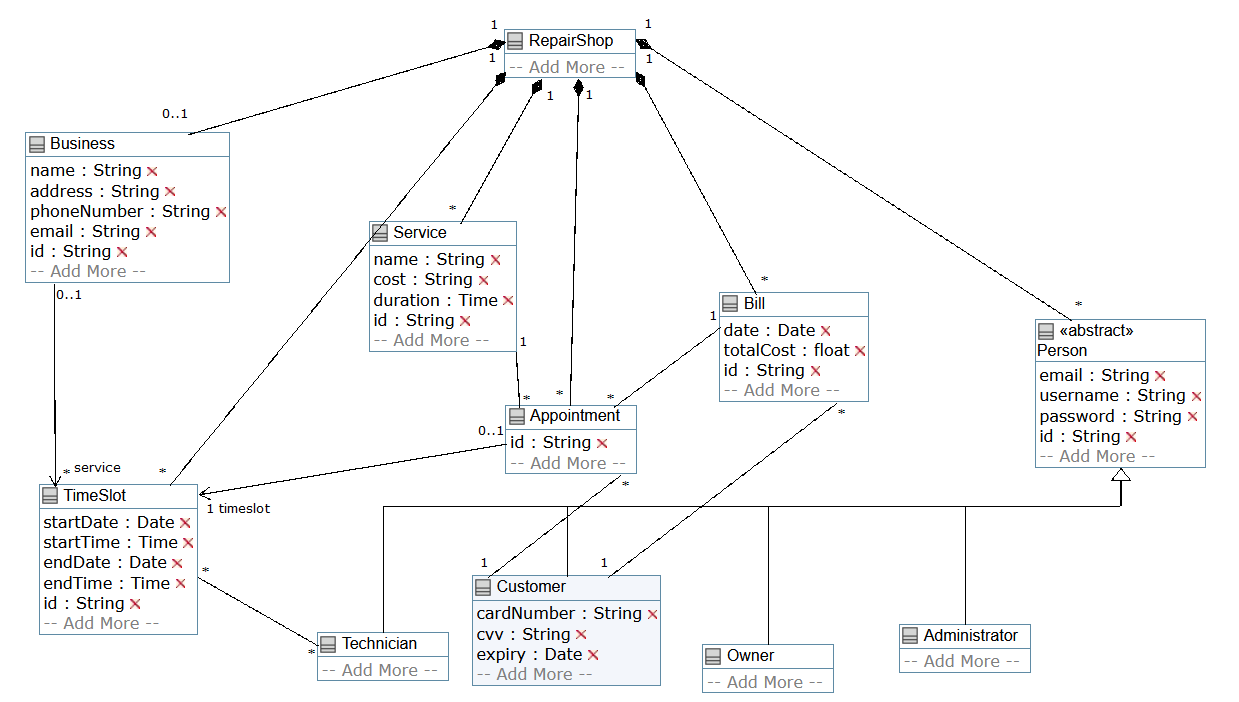 1
1
RepairShop
-- Add More --
1
1
1
1
0..1
*
*
*
*
*
Business
name : String
address : String
phoneNumber : String
email : String
id : String
-- Add More --
0..1
* service
Service
name : String
cost : String
duration : Time
id : String
-- Add More --
1
*
Bill
date : Date
totalCost : float
id : String
-- Add More --
1
*
*
«abstract»
Person
email : String
username : String
password : String
id : String
-- Add More --
Appointment
id : String
-- Add More --
0..1
1 timeslot
*
TimeSlot
startDate : Date
startTime : Time
endDate : Date
endTime : Time
id : String
-- Add More --
*
*
Technician
-- Add More --
1
1
Customer
cardNumber : String
cvv : String
expiry : Date
-- Add More --
Owner
-- Add More --
Administrator
-- Add More --